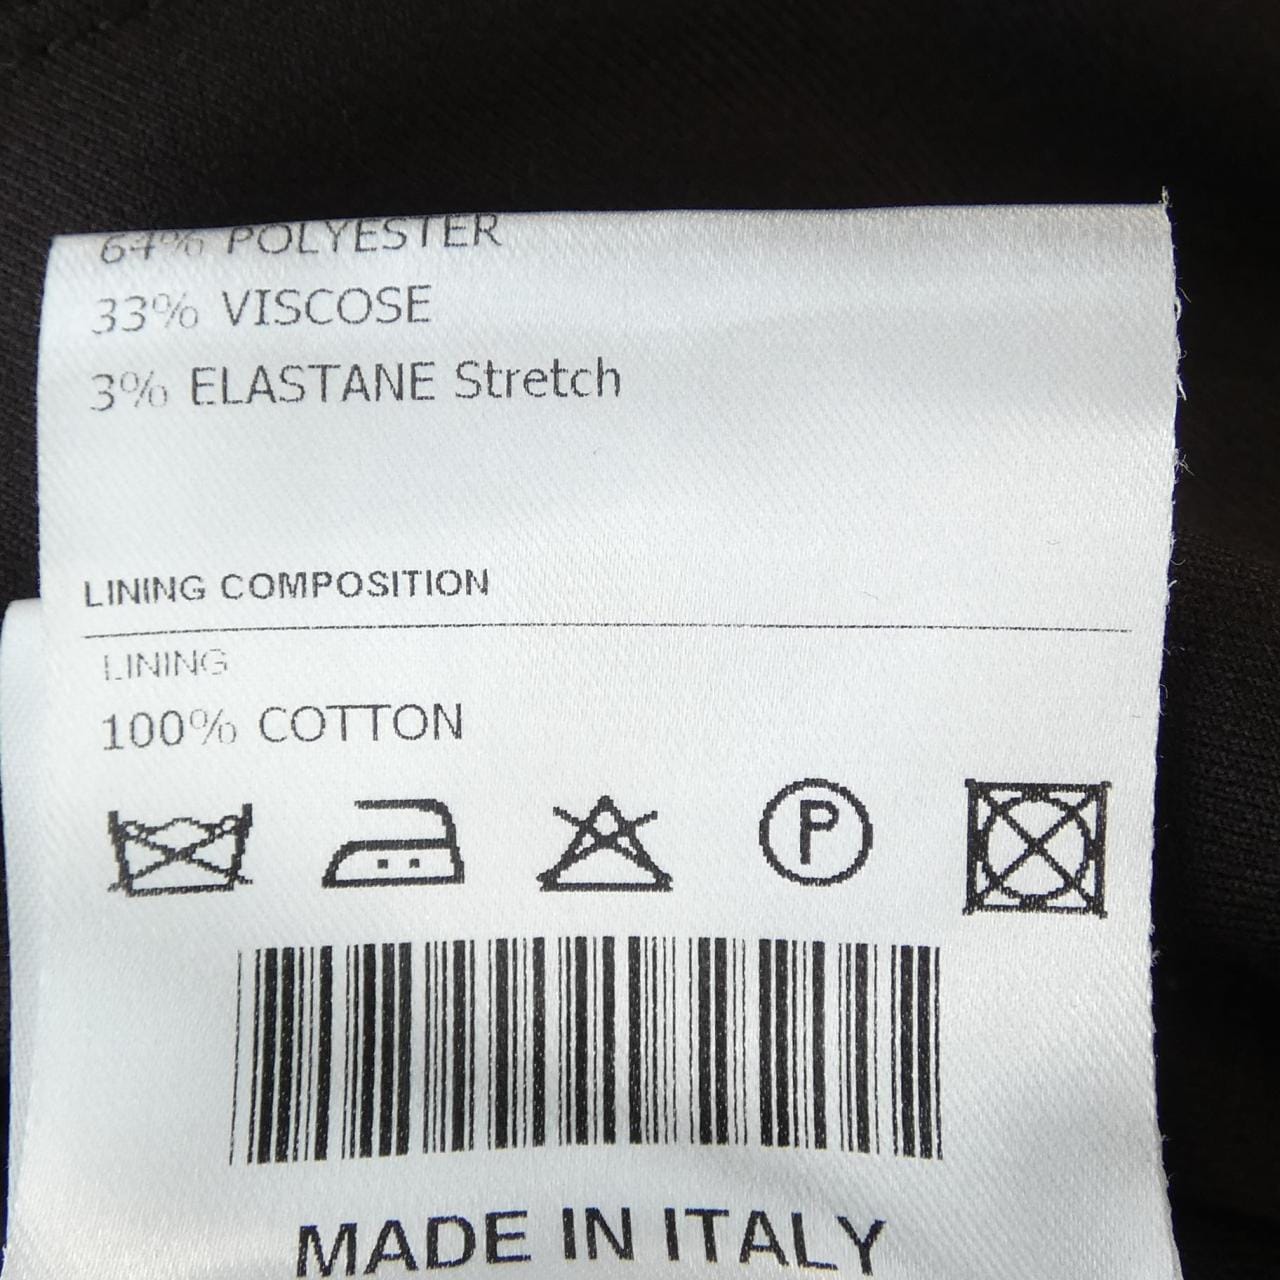 64% POLYESTER
33% VISCOSE
3% ELASTANE Stretch
LINING COMPOSITION
LINING
100% COTTON
P
MADE IN ITALY